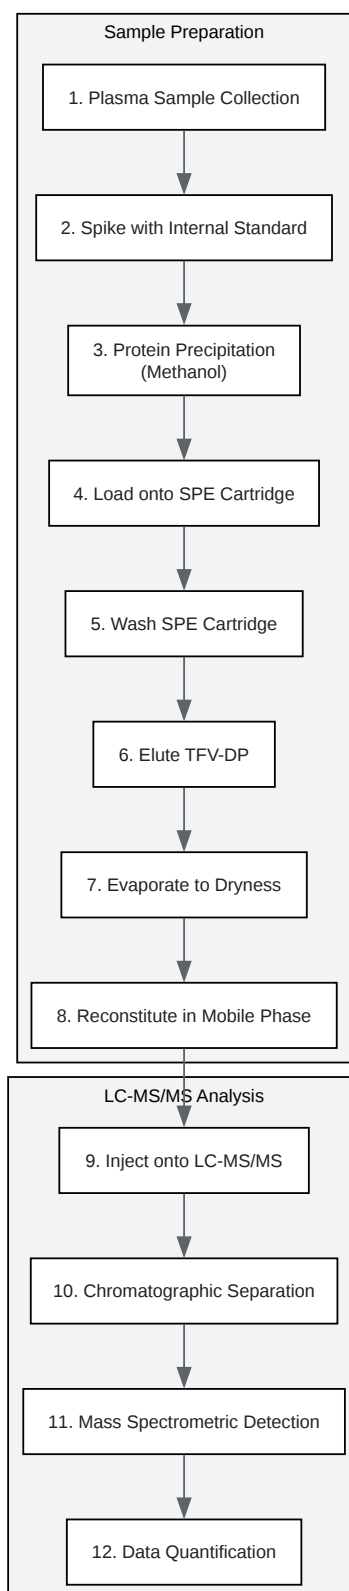 Sample Preparation
1. Plasma Sample Collection
2. Spike with Internal Standard
3. Protein Precipitation
(Methanol)
4. Load onto SPE Cartridge
5. Wash SPE Cartridge
6. Elute TFV-DP
7. Evaporate to Dryness
8. Reconstitute in Mobile Phase
LC-MS/MS Analysis
9. Inject onto LC-MS/MS
10. Chromatographic Separation
11. Mass Spectrometric Detection
12. Data Quantification